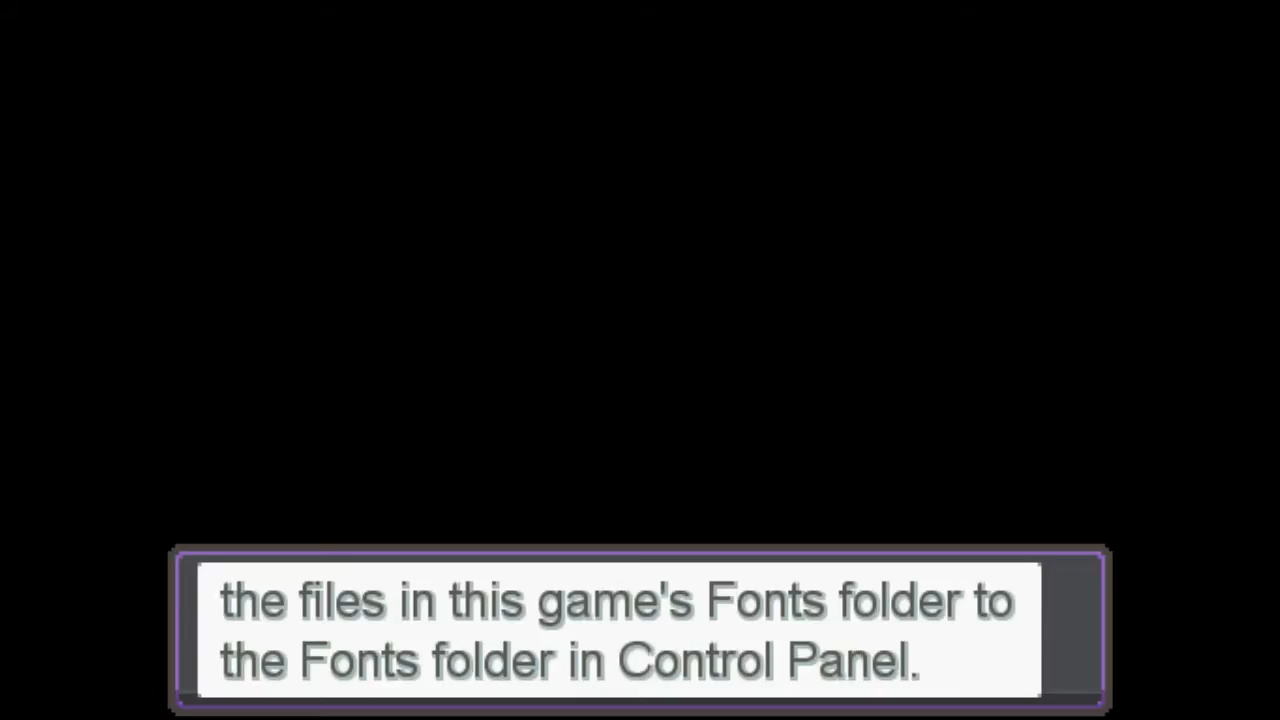 the files in this game's Fonts folder to
the Fonts folder in Control Panel.